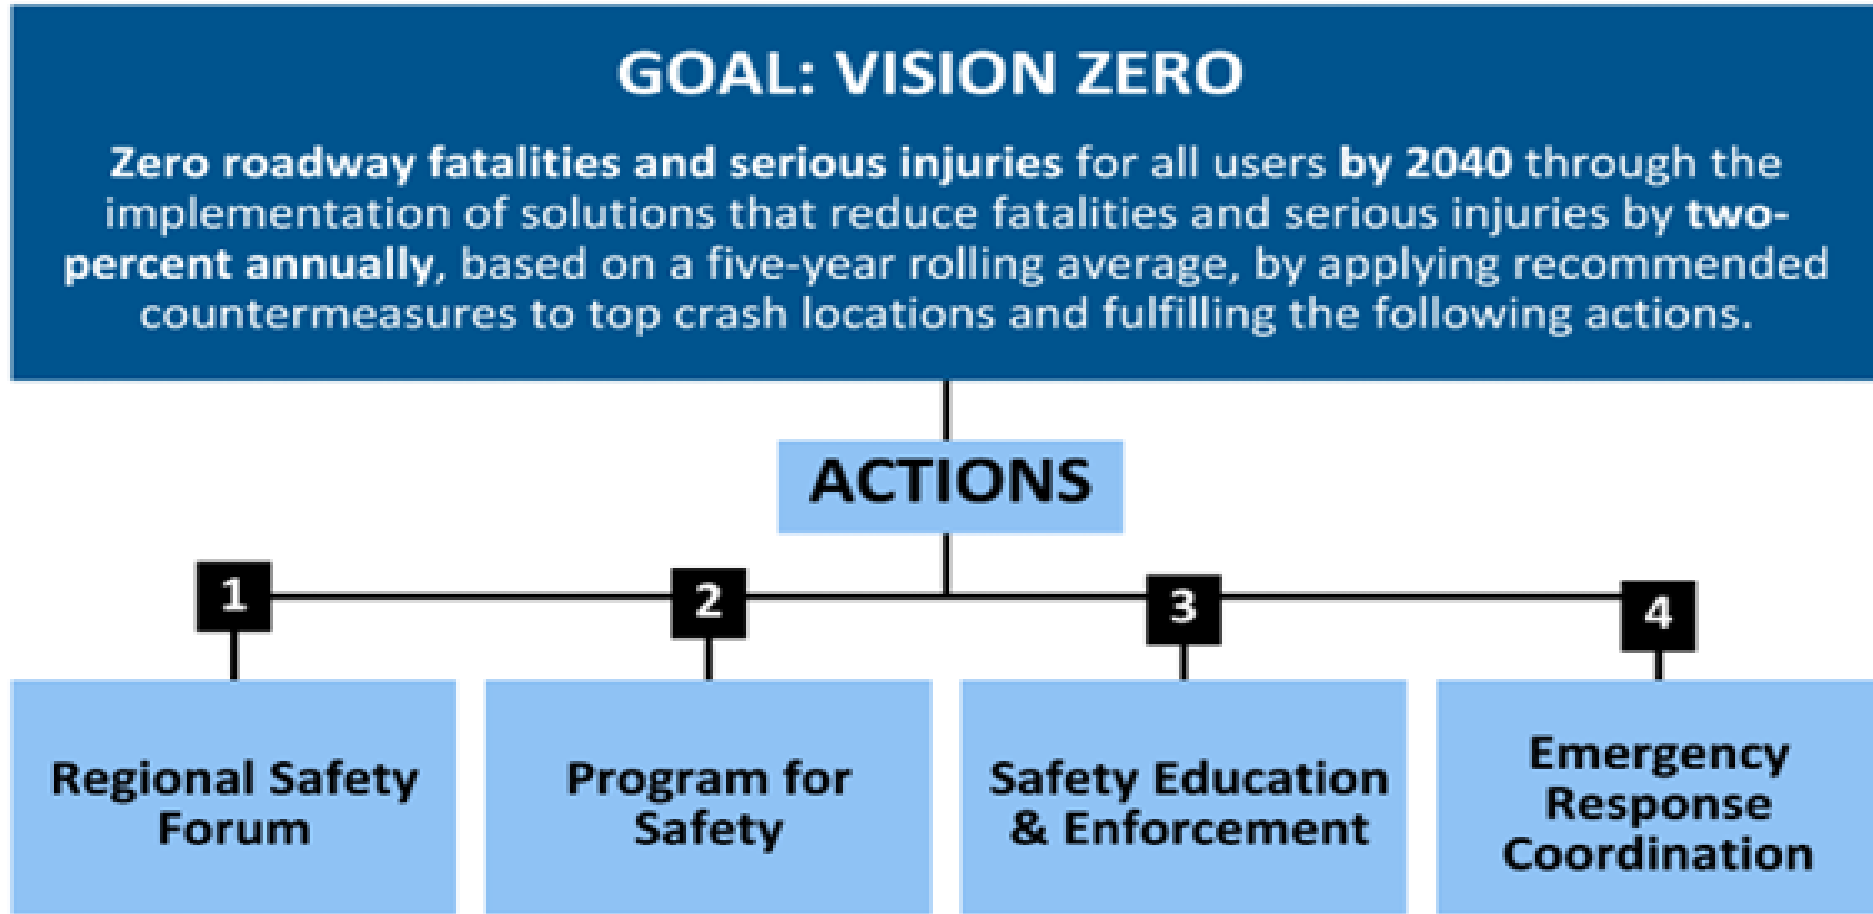 GOAL: VISION ZERO
Zero roadway fatalities and serious injuries for all users by 2040 through the
implementation of solutions that reduce fatalities and serious injuries by two-
percent annually, based on a five-year rolling average, by applying recommended
countermeasures to top crash locations and fulfilling the following actions.
ACTIONS
1
2
3
4
Regional Safety
Forum
Program for
Safety
Safety Education
& Enforcement
Emergency
Response
Coordination